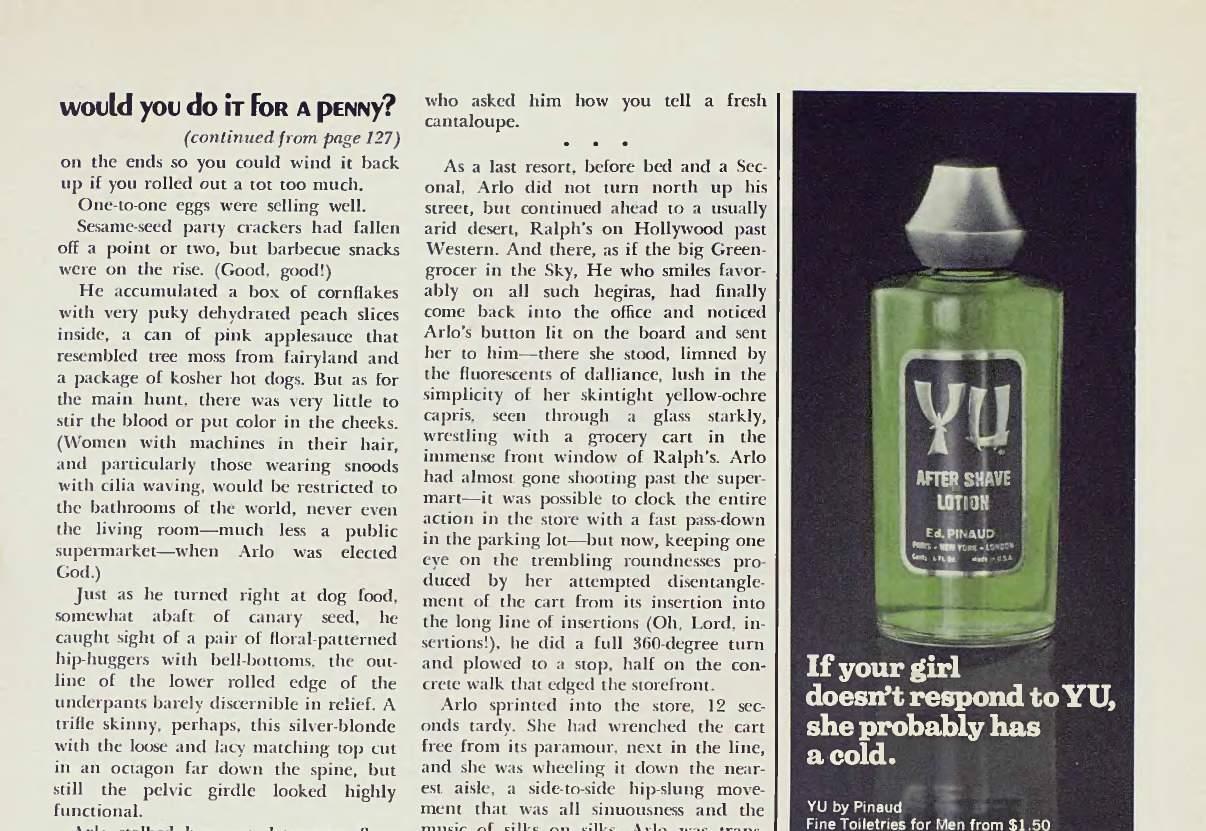 would you do iT foR A pENNy?
(continued from page 127)
on the ends so you could wind it back
up if you rolled out a tot too much.
One-to-one eggs were selling well.
Sesame-seed party crackers had fallen
off a point or two, but barbecue snacks
were on the rise. (Good, good!)
He accumulated a box of cornflakes
with very puky dehydrated peach slices
inside, a can of pink applesauce that
resembled tree moss from fairyland and
a package of kosher hot dogs. But as for
the main hunt, there was very little to
stir the blood or put color in the cheeks.
(Women with machines in their hair,
and particularly those wearing snoods
with cilia waving, would be restricted to
the bathrooms of the world, never even
the living room—much less a public
supermarket—when Arlo was elected
God.)
Just as he turned right at dog food,
somewhat abaft of canary seed, he
caught sight of a pair of floral-patterned
hip-huggers with bell-bottoms, the out-
line of the lower rolled edge of the
underpants barely discernible in relief. A
trifle skinny, perhaps, this silver-blonde
with the loose and lacy matching top cut
in an octagon far down the spine, but
still the pelvic girdle looked highly
functional.
who asked him how you tell a fresh
cantaloupe.
• • •
As a last resort, before bed and a Sec-
onal, Arlo did not turn north up his
street, but continued ahead to a usually
arid desert, Ralph's on Hollywood past
Western. And there, as if the big Green-
grocer in the Sky, He who smiles favor-
ably on all such hegiras, had finally
come back into the office and noticed
Arlo's button lit on the board and sent
her to him—there she stood, limned by
the fluorescents of dalliance, lush in the
simplicity of her skintight yellow-ochre
capris, seen through a glass starkly,
wrestling with a grocery cart in the
immense front window of Ralph's. Arlo
had almost gone shooting past the super-
mart—it was possible to clock the entire
action in the store with a fast pass-down
in the parking lot—but now, keeping one
eye on the trembling roundnesses pro-
duced by her attempted disentangle-
ment of the cart from its insertion into
the long line of insertions (Oh, Lord, in-
sertions!), he did a full 360-degree turn
and plowed to a stop, half on the con-
crete walk that edged the storefront.
Arlo sprinted into the store, 12 sec-
onds tardy. She had wrenched the cart
free from its paramour, next in the line,
and she was wheeling it down the near-
est aisle, a side-to-side hip-slung move-
ment that was all sinuousness and the
music of silks on silks. Arlo was trans-
YU
AFTER SHAVE
LOTION
Ed. PINAUD
PARIS • NEW YORK • LONDON
If your girl
doesn't respond to YU,
she probably has
a cold.
YU by Pinaud
Fine Toiletries for Men from $1.50